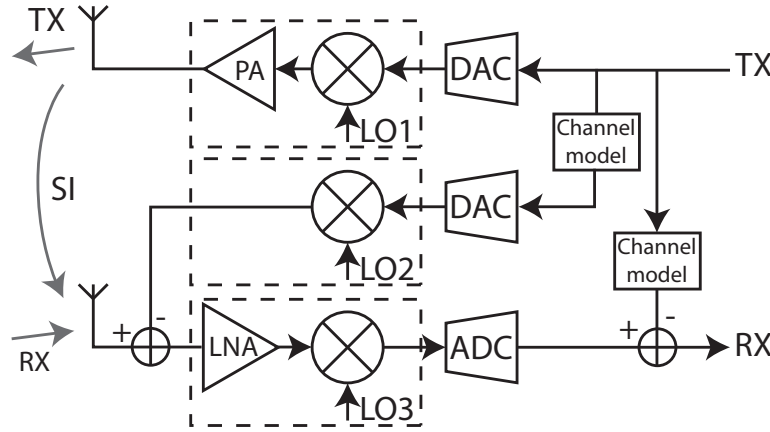 TX
PA
DAC
TX
LO1
Channel
model
SI
DAC
LO2
Channel
model
+
-
LNA
ADC
+
-
RX
RX
LO3